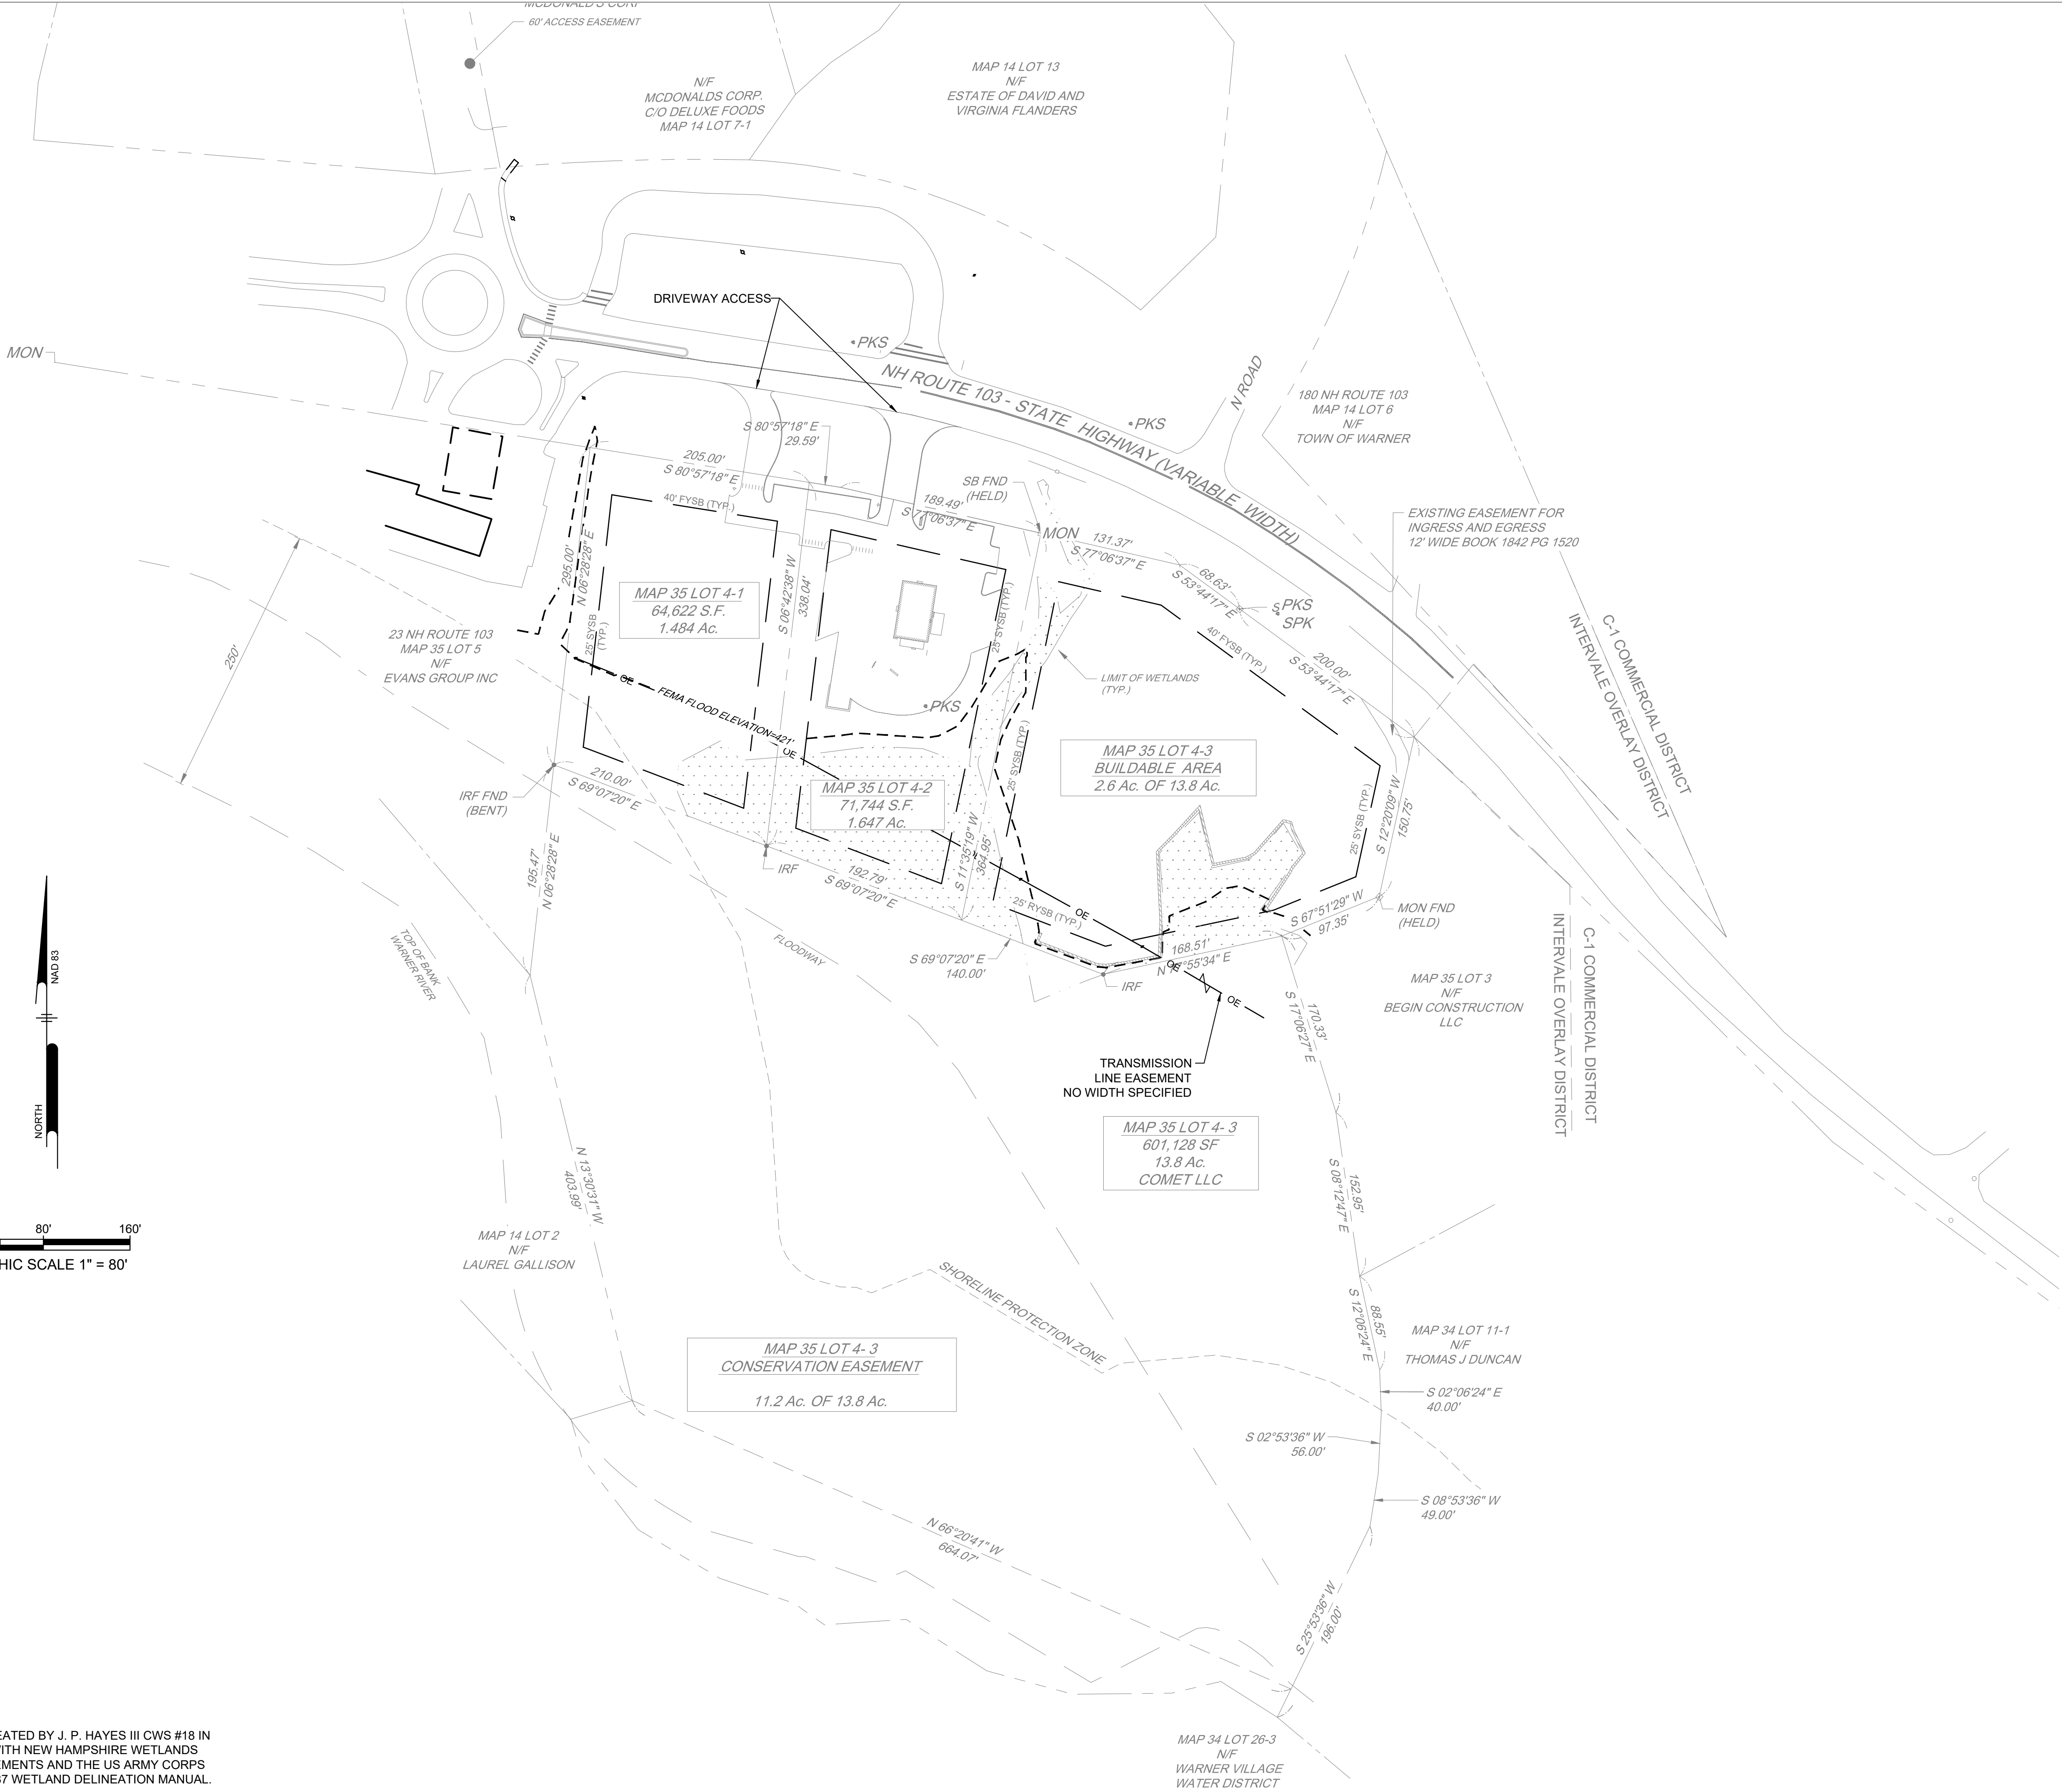 MCDONALD'S CORP
60' ACCESS EASEMENT
N/F
MCDONALDS CORP.
C/O DELUXE FOODS
MAP 14 LOT 7-1
MAP 14 LOT 13
N/F
ESTATE OF DAVID AND
VIRGINIA FLANDERS
DRIVEWAY ACCESS
MON
PKS
NH ROUTE 103 - STATE HIGHWAY (VARIABLE WIDTH)
N ROAD
PKS
180 NH ROUTE 103
MAP 14 LOT 6
N/F
TOWN OF WARNER
S 80°57'18" E
29.59'
205.00'
S 80°57'18" E
40' FYSB (TYP.)
SB FND
(HELD)
189.49'
S 77°06'37" E
MON
131.37'
S 77°06'37" E
68.63'
S 53°44'17" E
S
PKS
SPK
EXISTING EASEMENT FOR
INGRESS AND EGRESS
12' WIDE BOOK 1842 PG 1520
C-1 COMMERCIAL DISTRICT
INTERVALE OVERLAY DISTRICT
295.00'
N 06°28'28" E
MAP 35 LOT 4-1
64,622 S.F.
1.484 Ac.
S 06°42'38" W
338.04'
25' SYSB (TYP.)
25' SYSB
(TYP.)
40' FYSB (TYP.)
200.00'
S 53°44'17" E
23 NH ROUTE 103
MAP 35 LOT 5
N/F
EVANS GROUP INC
250'
OE
FEMA FLOOD ELEVATION=421'
OE
PKS
LIMIT OF WETLANDS
(TYP.)
25' SYSB (TYP.)
MAP 35 LOT 4-3
BUILDABLE AREA
2.6 Ac. OF 13.8 Ac.
MAP 35 LOT 4-2
71,744 S.F.
1.647 Ac.
210.00'
S 69°07'20" E
IRF FND
(BENT)
S 12°20'09" W
150.75'
25' SYSB (TYP.)
S 11°35'19" W
364.95'
IRF
192.79'
S 69°07'20" E
195.47'
N 06°28'28" E
25' RYSB (TYP.)
OE
S 67°51'29" W
97.35'
MON FND
(HELD)
168.51'
55'34" E
OE
OE
S 69°07'20" E
140.00'
IRF
FLOODWAY
TOP OF BANK
WARNER RIVER
NAD 83
NORTH
MAP 35 LOT 3
N/F
BEGIN CONSTRUCTION
LLC
INTERVALE OVERLAY DISTRICT
C-1 COMMERCIAL DISTRICT
170.33'
S 17°06'27" E
TRANSMISSION
LINE EASEMENT
NO WIDTH SPECIFIED
MAP 35 LOT 4- 3
601,128 SF
13.8 Ac.
COMET LLC
152.95'
S 08°12'47" E
N 13°30'31" W
403.99'
MAP 14 LOT 2
N/F
LAUREL GALLISON
80'
160'
HIC SCALE 1" = 80'
SHORELINE PROTECTION ZONE
88.55'
S 12°06'24" E
MAP 34 LOT 11-1
N/F
THOMAS J DUNCAN
MAP 35 LOT 4- 3
CONSERVATION EASEMENT
11.2 Ac. OF 13.8 Ac.
S 02°06'24" E
40.00'
S 02°53'36" W
56.00'
S 08°53'36" W
49.00'
N 66°20'41" W
664.07'
S 25°53'36" W
196.00'
MAP 34 LOT 26-3
N/F
WARNER VILLAGE
WATER DISTRICT
EATED BY J. P. HAYES III CWS #18 IN
ITH NEW HAMPSHIRE WETLANDS
EMENTS AND THE US ARMY CORPS
87 WETLAND DELINEATION MANUAL.